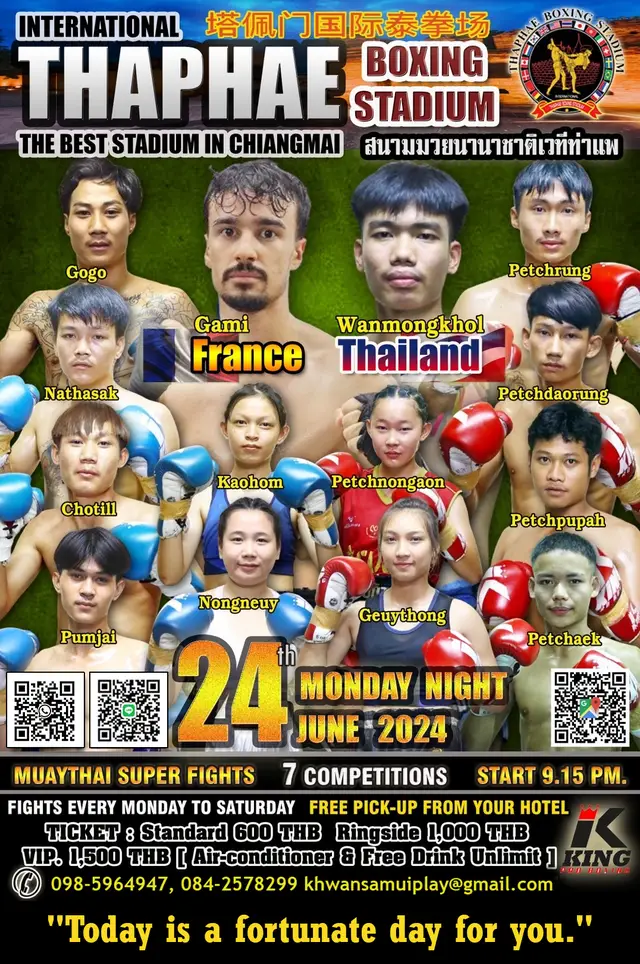 INTERNATIONAL
塔佩门国际泰拳场
THAPHAE
BOXING
STADIUM
THE BEST STADIUM IN CHIANGMAI
สนามมวยนานาชาติเวทีท่าแพ
THAPHAE BOXING STADIUM
INTERNATIONAL
Gogo
Gami
France
Wanmongkhol
Thailand
Petchrung
Nathasak
Petchdaorung
Chotill
Kaohom
Petchnongaon
Petchpupah
Pumjai
Nongneuy
Geuythong
Petchaek
24th
MONDAY NIGHT
JUNE 2024
MUAYTHAI SUPER FIGHTS 7 COMPETITIONS START 9.15 PM.
FIGHTS EVERY MONDAY TO SATURDAY FREE PICK-UP FROM YOUR HOTEL
TICKET : Standard 600 THB Ringside 1,000 THB
VIP. 1,500 THB [ Air-conditioner & Free Drink Unlimit ]
K
KING
098-5964947, 084-2578299 khwansamuiplay@gmail.com
"Today is a fortunate day for you."